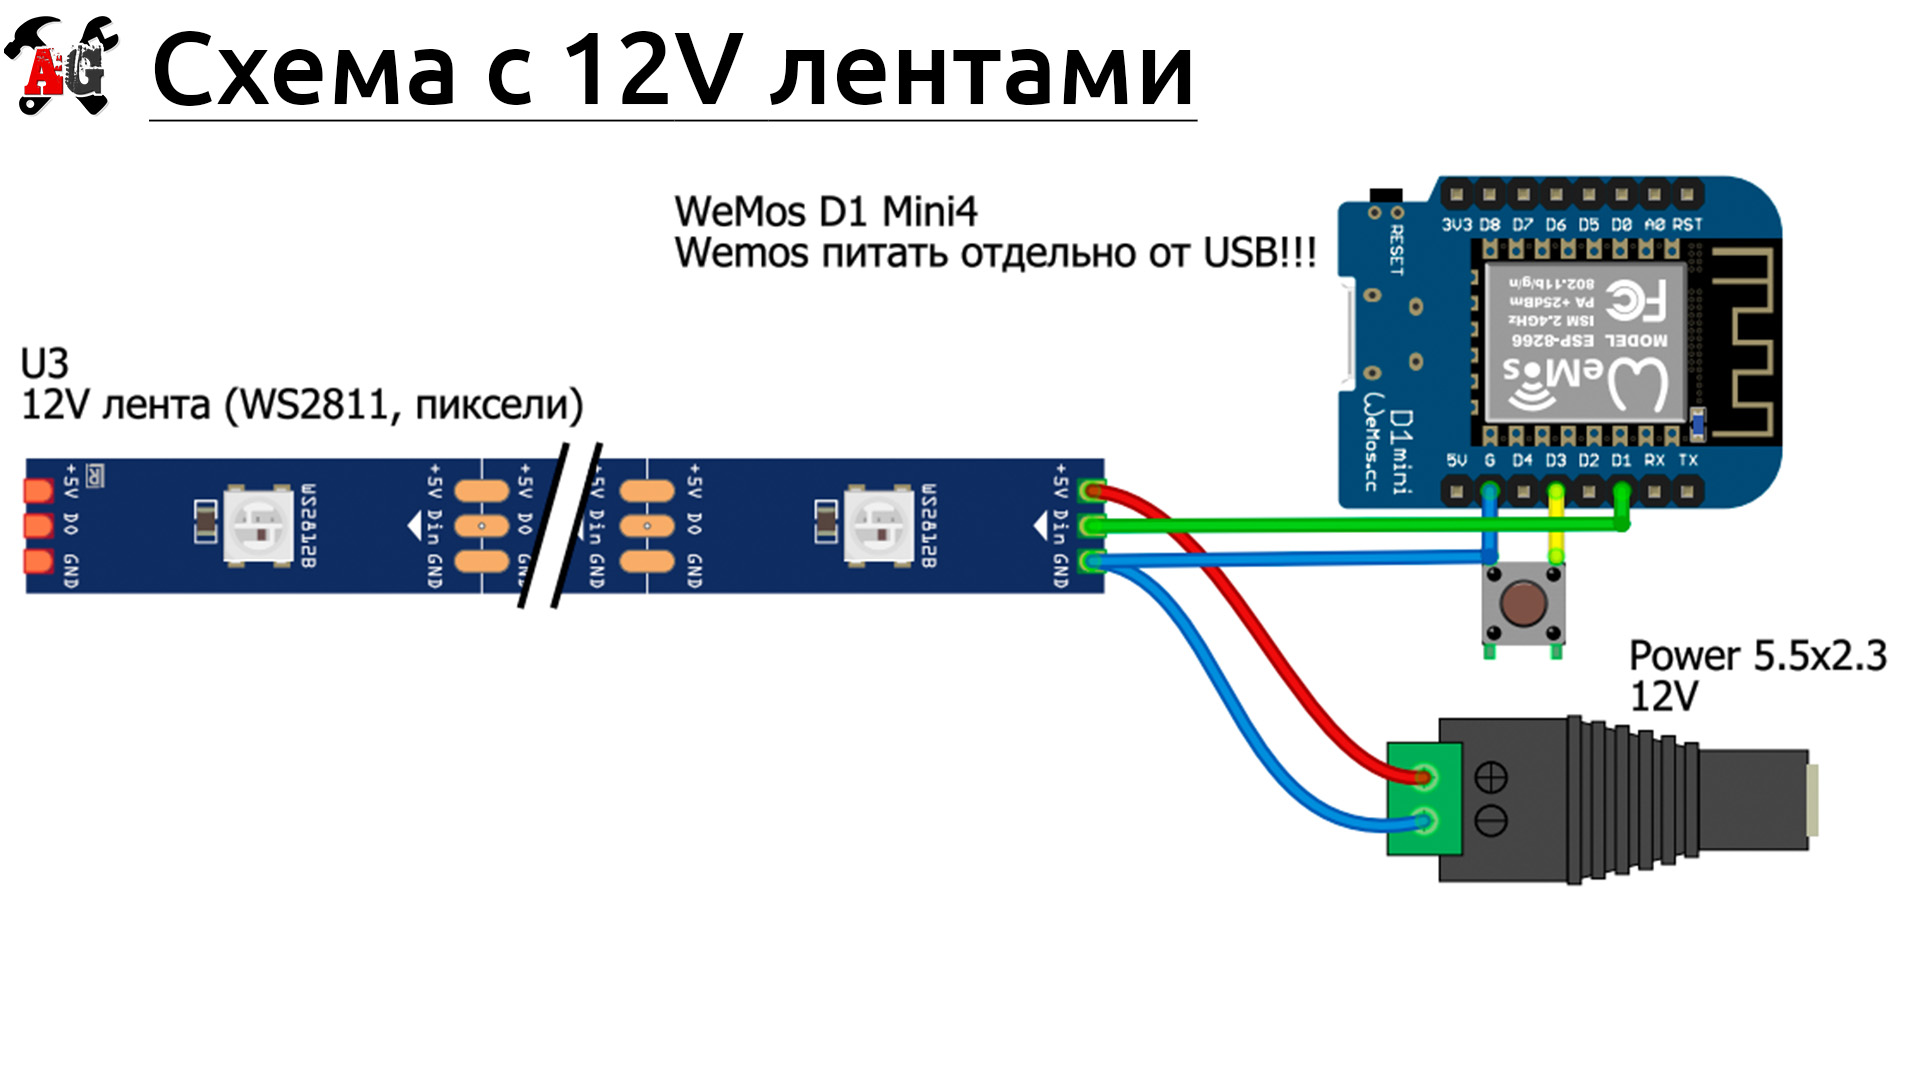 AG
Схема с 12V лентами
WeMos D1 Mini4
Wemos питать отдельно от USB!!!
3V3 D8 D7 D6 D5 D0 A0 RST
RESET
802.11b/g/n
PA +25dBm
ISM 2.4GHz
MODEL ESP-8266
FC
WeMos
D1 mini
WeMos.cc
5V G D4 D3 D2 D1 RX TX
U3
12V лента (WS2811, пиксели)
+5V DO GND
WS2812B
+5V Din GND
+5V DO GND
+5V Din GND
+5V DO GND
WS2812B
+5V Din GND
Power 5.5x2.3
12V